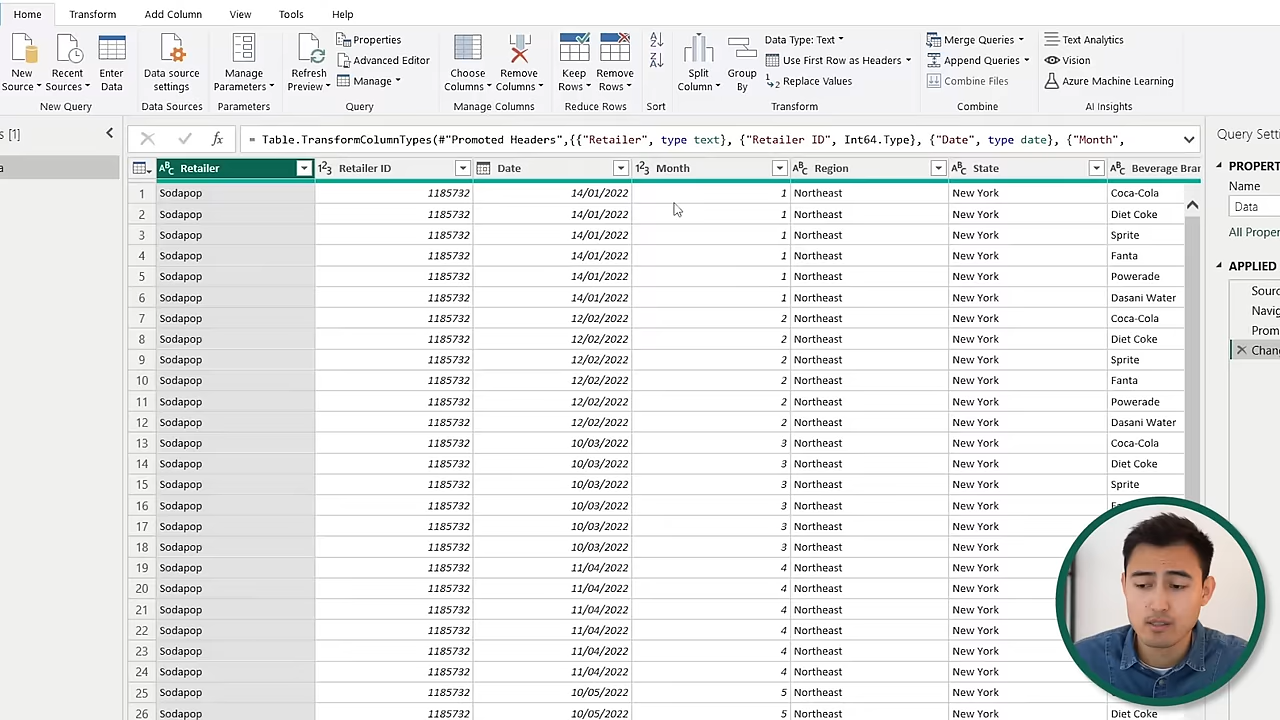 Home Transform Add Column View Tools Help
New Source Recent Sources Enter Data Data source settings Manage Parameters Refresh Preview Properties Advanced Editor Manage Choose Columns Remove Columns Keep Rows Remove Rows Split Column Group By Data Type: Text Use First Row as Headers Replace Values Merge Queries Append Queries Combine Files Text Analytics Vision Azure Machine Learning
New Query Data Sources Parameters Query Manage Columns Reduce Rows Sort Transform Combine AI Insights
s [1]
fx = Table.TransformColumnTypes(#"Promoted Headers",{{"Retailer", type text}, {"Retailer ID", Int64.Type}, {"Date", type date}, {"Month",
Query Setti
a
ABC Retailer 123 Retailer ID Date 123 Month ABC Region ABC State ABC Beverage Bran
PROPERT
Name
Data
All Proper
APPLIED
Sourc
Navig
Prom
Chang
1 Sodapop 1185732 14/01/2022 1 Northeast New York Coca-Cola
2 Sodapop 1185732 14/01/2022 1 Northeast New York Diet Coke
3 Sodapop 1185732 14/01/2022 1 Northeast New York Sprite
4 Sodapop 1185732 14/01/2022 1 Northeast New York Fanta
5 Sodapop 1185732 14/01/2022 1 Northeast New York Powerade
6 Sodapop 1185732 14/01/2022 1 Northeast New York Dasani Water
7 Sodapop 1185732 12/02/2022 2 Northeast New York Coca-Cola
8 Sodapop 1185732 12/02/2022 2 Northeast New York Diet Coke
9 Sodapop 1185732 12/02/2022 2 Northeast New York Sprite
10 Sodapop 1185732 12/02/2022 2 Northeast New York Fanta
11 Sodapop 1185732 12/02/2022 2 Northeast New York Powerade
12 Sodapop 1185732 12/02/2022 2 Northeast New York Dasani Water
13 Sodapop 1185732 10/03/2022 3 Northeast New York Coca-Cola
14 Sodapop 1185732 10/03/2022 3 Northeast New York Diet Coke
15 Sodapop 1185732 10/03/2022 3 Northeast New York Sprite
16 Sodapop 1185732 10/03/2022 3 Northeast New York
17 Sodapop 1185732 10/03/2022 3 Northeast New York
18 Sodapop 1185732 10/03/2022 3 Northeast New York
19 Sodapop 1185732 11/04/2022 4 Northeast New York
20 Sodapop 1185732 11/04/2022 4 Northeast New York
21 Sodapop 1185732 11/04/2022 4 Northeast New York
22 Sodapop 1185732 11/04/2022 4 Northeast New York
23 Sodapop 1185732 11/04/2022 4 Northeast New York
24 Sodapop 1185732 11/04/2022 4 Northeast New York
25 Sodapop 1185732 10/05/2022 5 Northeast New York Coca-Cola
26 Sodapop 1185732 10/05/2022 5 Northeast New York Diet Coke